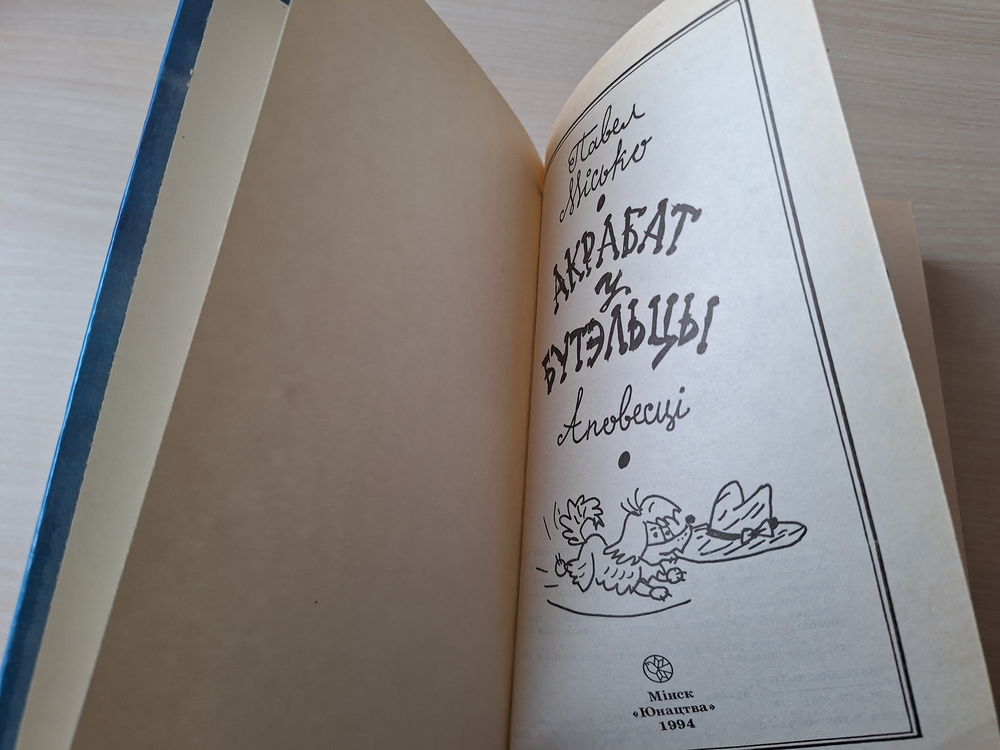 Павел
Місько
АКРАБАТ
у
БУТЭЛЬЦЫ
Аповесці
Мінск
«Юнацтва»
1994